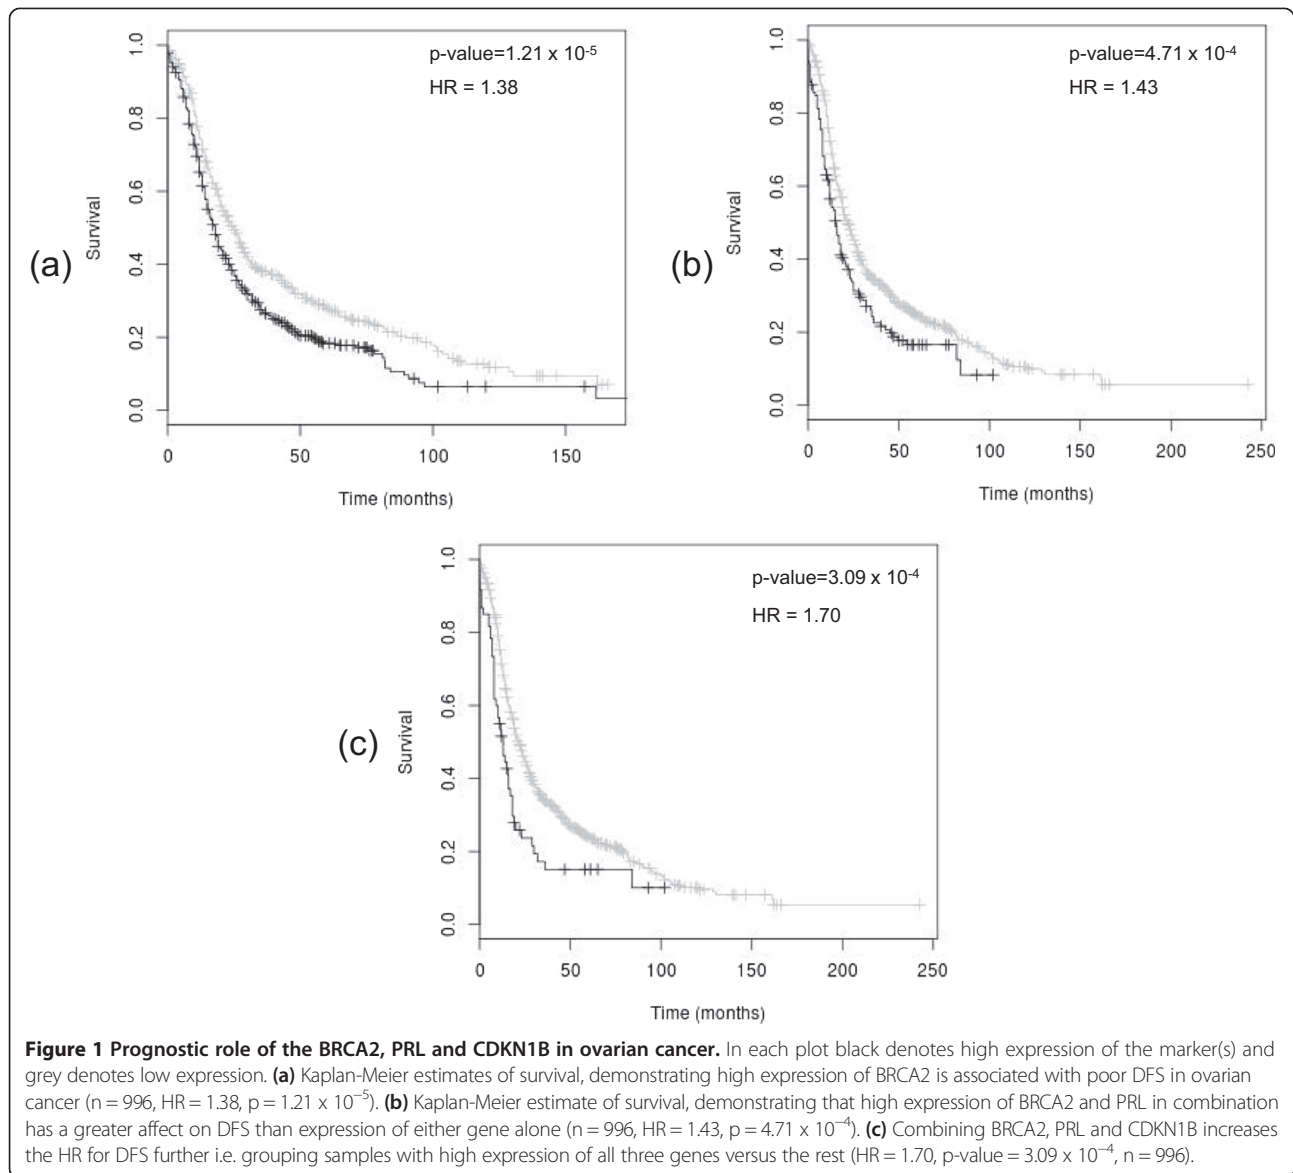 p-value=1.21 x 10-5
HR = 1.38
(a)
Survival
1.0
0.8
0.6
0.4
0.2
0.0
0 50 100 150
Time (months)
p-value=4.71 x 10-4
HR = 1.43
(b)
Survival
1.0
0.8
0.6
0.4
0.2
0.0
0 50 100 150 200 250
Time (months)
p-value=3.09 x 10-4
HR = 1.70
(c)
Survival
1.0
0.8
0.6
0.4
0.2
0.0
0 50 100 150 200 250
Time (months)
Figure 1 Prognostic role of the BRCA2, PRL and CDKN1B in ovarian cancer. In each plot black denotes high expression of the marker(s) and
grey denotes low expression. (a) Kaplan-Meier estimates of survival, demonstrating high expression of BRCA2 is associated with poor DFS in ovarian
cancer (n = 996, HR = 1.38, p = 1.21 x 10−5). (b) Kaplan-Meier estimate of survival, demonstrating that high expression of BRCA2 and PRL in combination
has a greater affect on DFS than expression of either gene alone (n = 996, HR = 1.43, p = 4.71 x 10−4). (c) Combining BRCA2, PRL and CDKN1B increases
the HR for DFS further i.e. grouping samples with high expression of all three genes versus the rest (HR = 1.70, p-value = 3.09 x 10−4, n = 996).